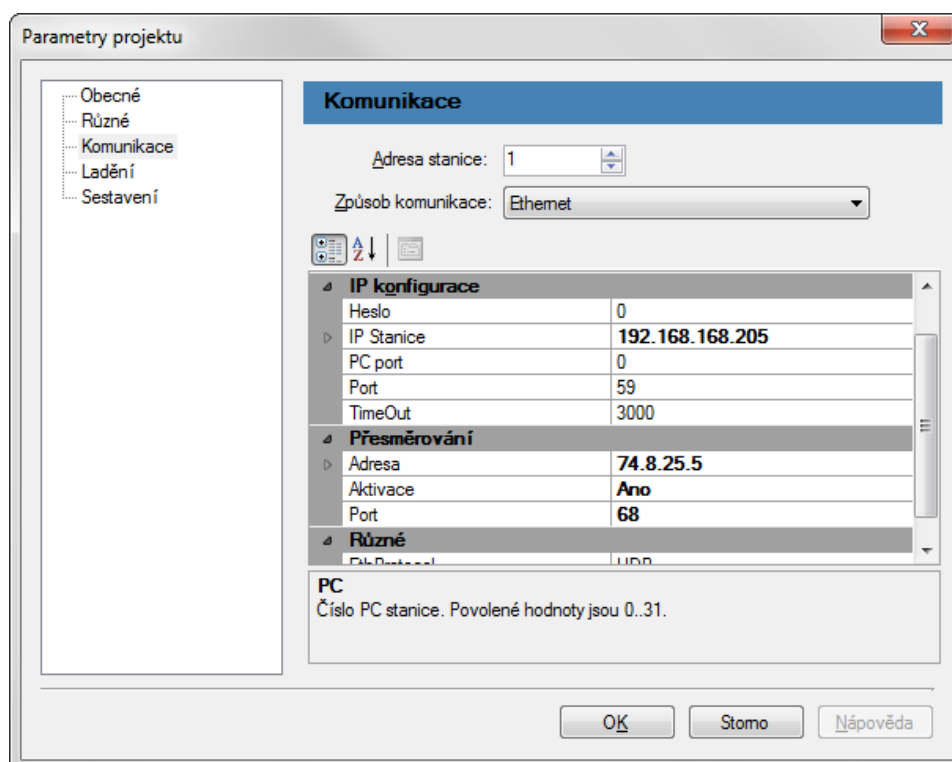 Parametry projektu
Obecné
Různé
Komunikace
Ladění
Sestavení
Komunikace
Adresa stanice: 1
Způsob komunikace: Ethernet
IP konfigurace
Heslo 0
IP Stanice 192.168.168.205
PC port 0
Port 59
TimeOut 3000
Přesměrování
Adresa 74.8.25.5
Aktivace Ano
Port 68
Různé
EthProtocol UDP
PC
Číslo PC stanice. Povolené hodnoty jsou 0..31.
OK Storno Nápověda